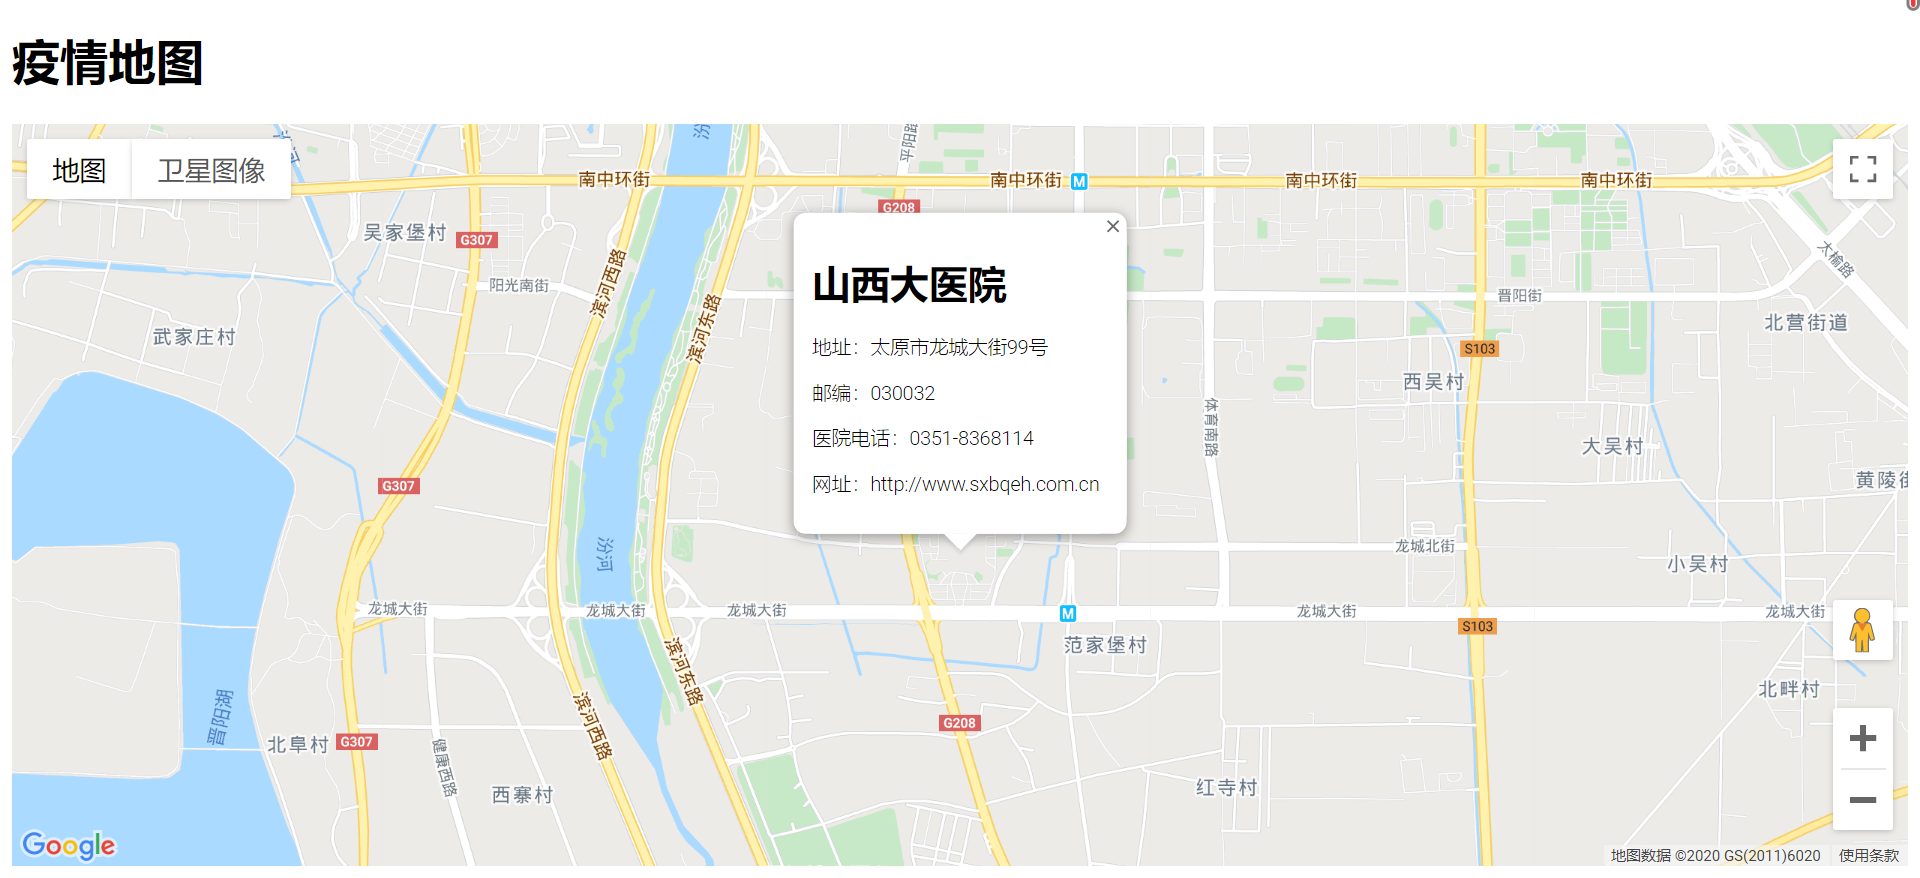 疫情地图
地图
卫星图像
汾河
平阳路
南中环街
南中环街
M
南中环街
南中环街
G208
吴家堡村
G307
阳光南街
滨河西路
滨河东路
山西大医院
地址：太原市龙城大街99号
邮编：030032
医院电话：0351-8368114
网址：http://www.sxbqeh.com.cn
太榆路
晋阳街
北营街道
武家庄村
S103
西吴村
体育南路
大吴村
黄陵街
G307
汾河
龙城北街
小吴村
龙城大街
龙城大街
龙城大街
M
龙城大街
龙城大街
S103
范家堡村
滨河东路
北畔村
晋阳湖
G208
滨河西路
北阜村
G307
健康西路
西寨村
红寺村
Google
地图数据 ©2020 GS(2011)6020
使用条款